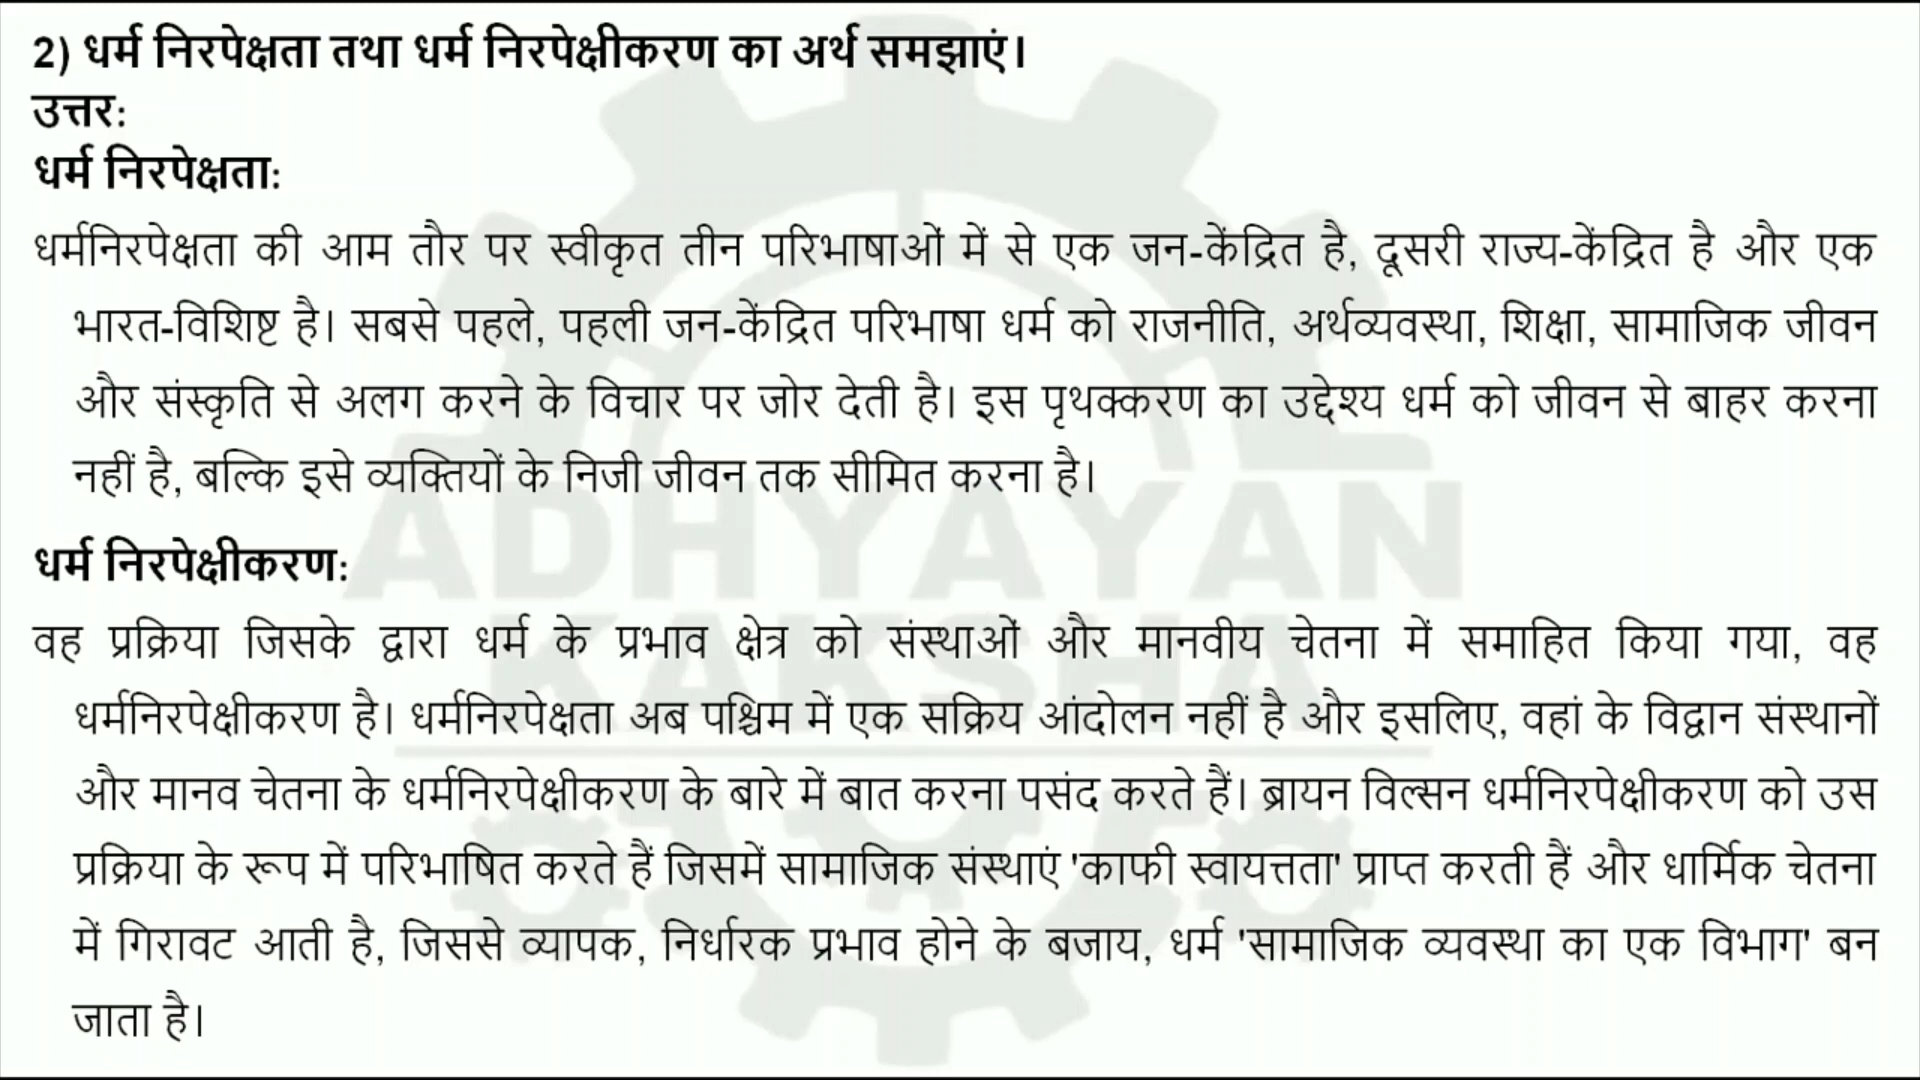 2) धर्म निरपेक्षता तथा धर्म निरपेक्षीकरण का अर्थ समझाएं।
उत्तर:
धर्म निरपेक्षता:
धर्मनिरपेक्षता की आम तौर पर स्वीकृत तीन परिभाषाओं में से एक जन-केंद्रित है, दूसरी राज्य-केंद्रित है और एक
भारत-विशिष्ट है। सबसे पहले, पहली जन-केंद्रित परिभाषा धर्म को राजनीति, अर्थव्यवस्था, शिक्षा, सामाजिक जीवन
और संस्कृति से अलग करने के विचार पर जोर देती है। इस पृथक्करण का उद्देश्य धर्म को जीवन से बाहर करना
नहीं है, बल्कि इसे व्यक्तियों के निजी जीवन तक सीमित करना है।
धर्म निरपेक्षीकरण:
वह प्रक्रिया जिसके द्वारा धर्म के प्रभाव क्षेत्र को संस्थाओं और मानवीय चेतना में समाहित किया गया, वह
धर्मनिरपेक्षीकरण है। धर्मनिरपेक्षता अब पश्चिम में एक सक्रिय आंदोलन नहीं है और इसलिए, वहां के विद्वान संस्थानों
और मानव चेतना के धर्मनिरपेक्षीकरण के बारे में बात करना पसंद करते हैं। ब्रायन विल्सन धर्मनिरपेक्षीकरण को उस
प्रक्रिया के रूप में परिभाषित करते हैं जिसमें सामाजिक संस्थाएं 'काफी स्वायत्तता' प्राप्त करती हैं और धार्मिक चेतना
में गिरावट आती है, जिससे व्यापक, निर्धारक प्रभाव होने के बजाय, धर्म 'सामाजिक व्यवस्था का एक विभाग' बन
जाता है।
ADHYAYAN
KAKSHA